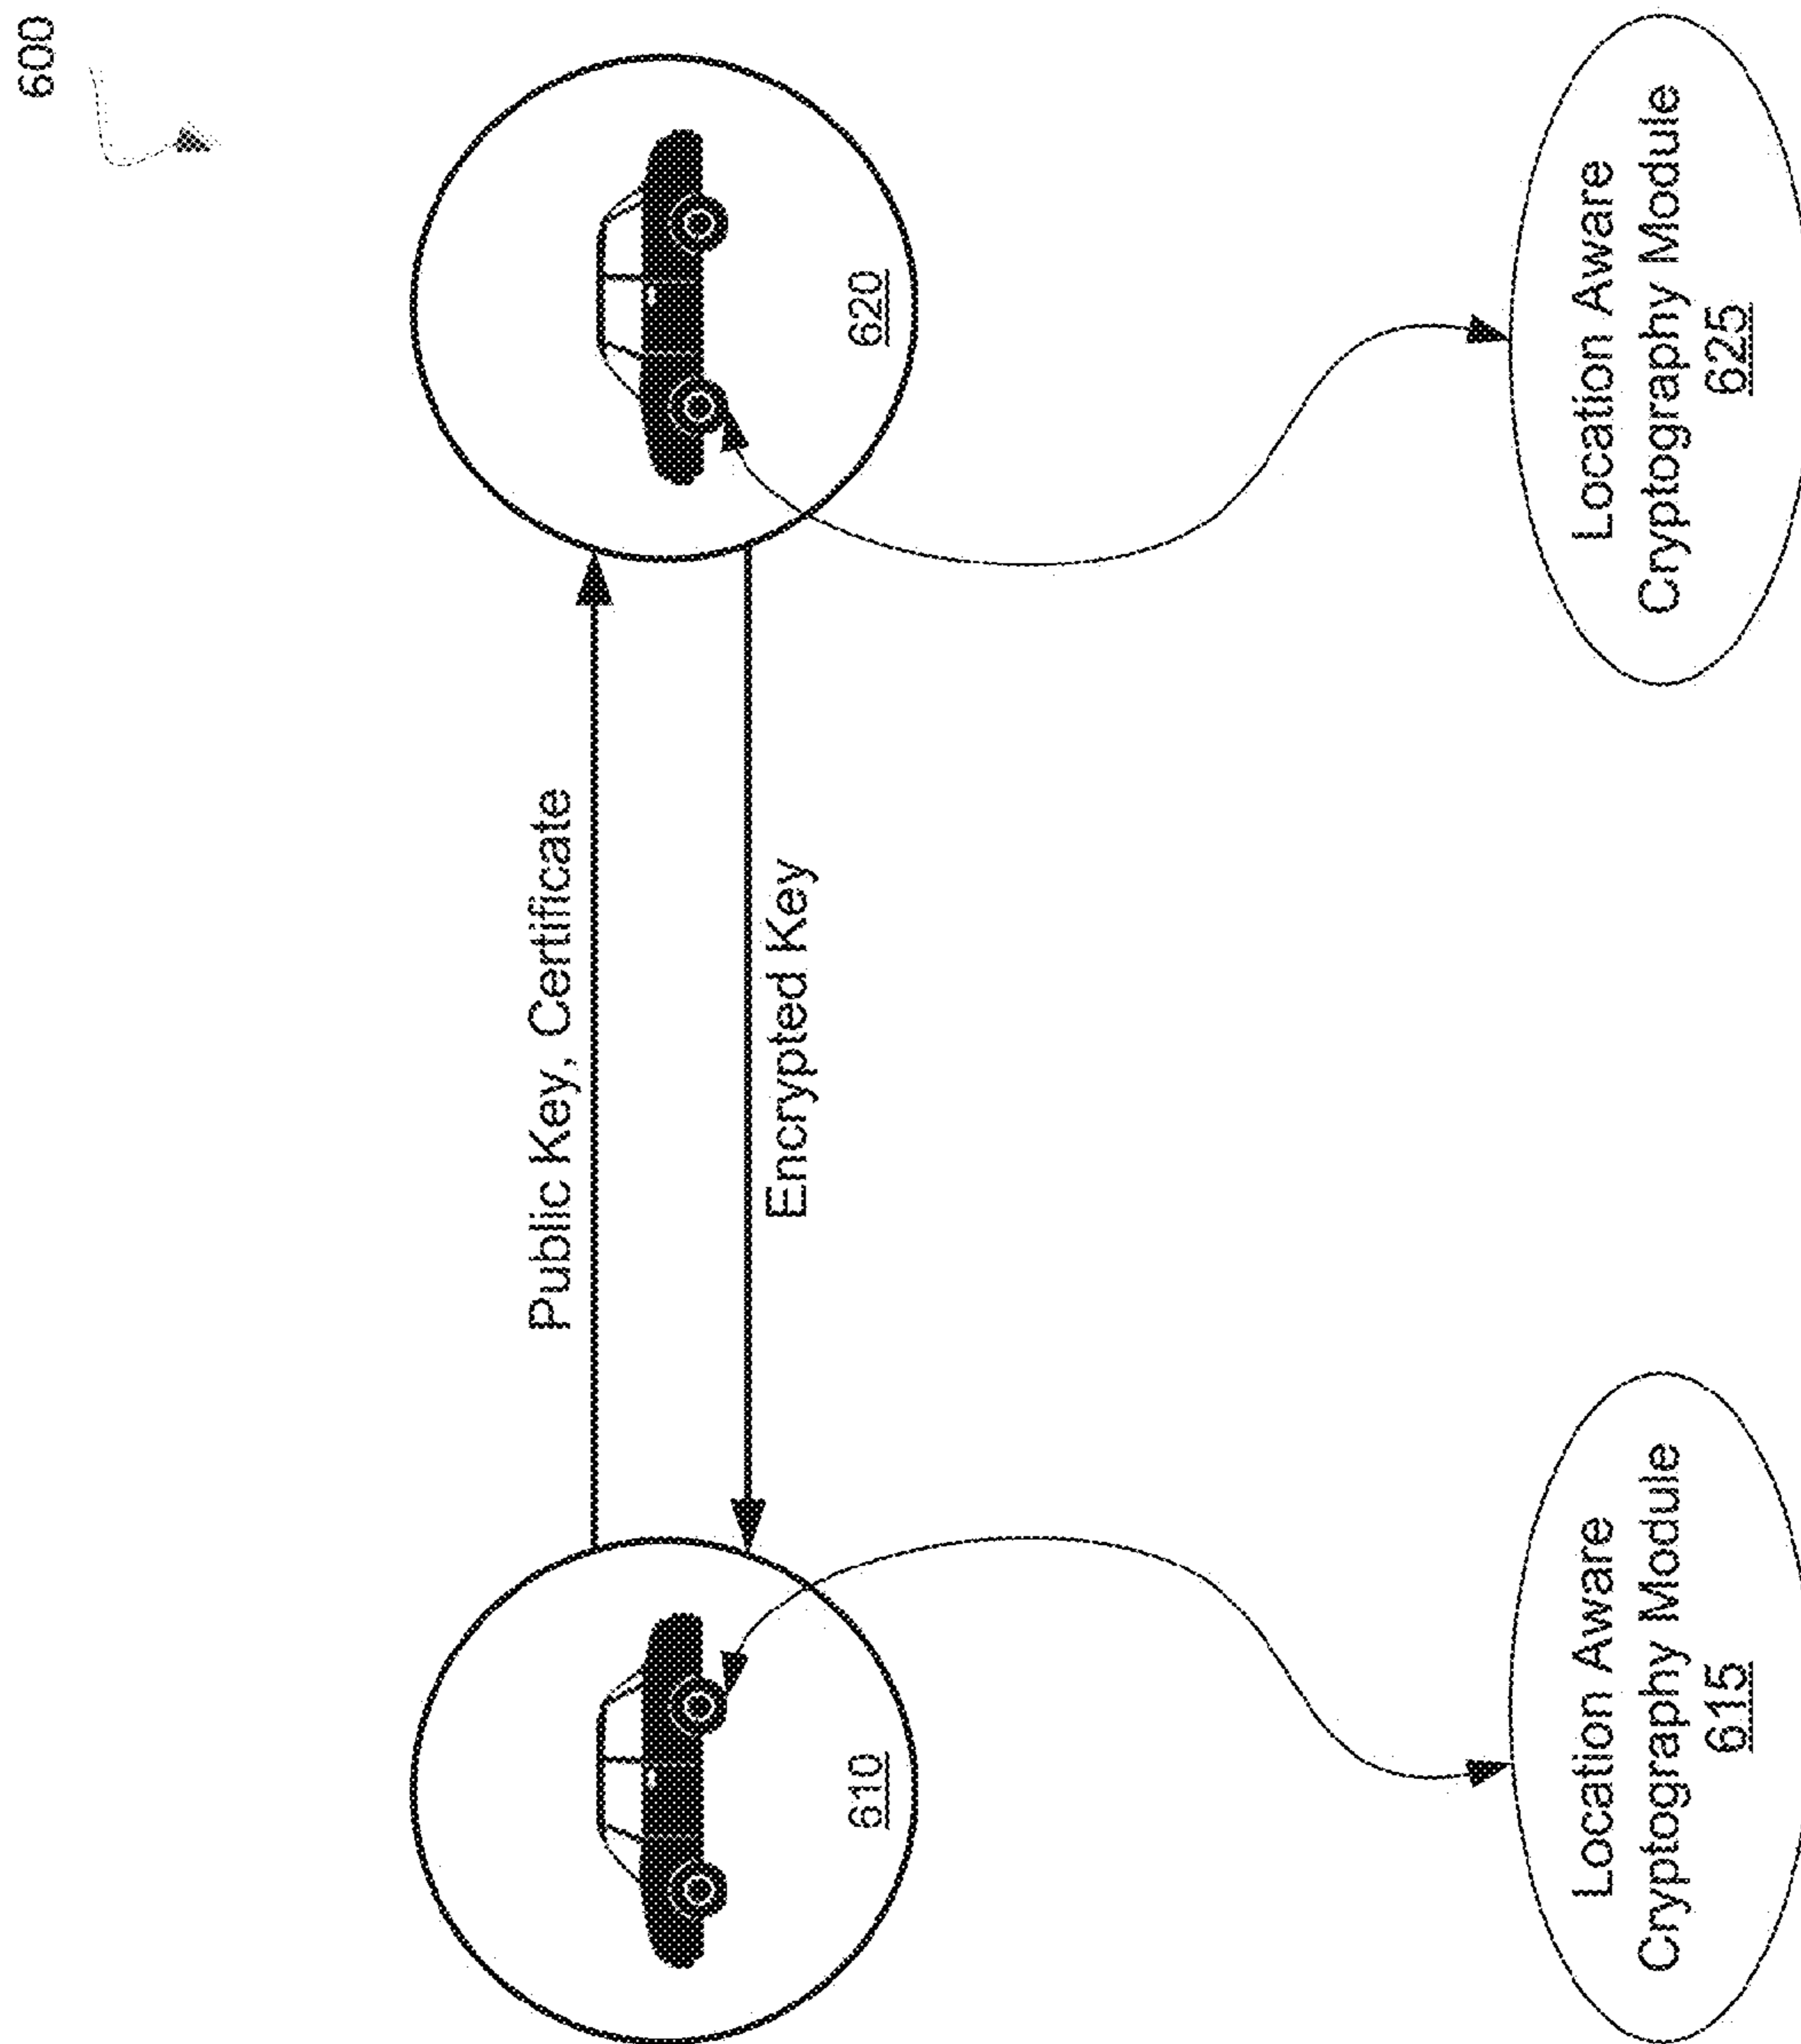 600
Public Key, Certificate
Encrypted Key
610
620
Location Aware
Cryptography Module
615
Location Aware
Cryptography Module
625